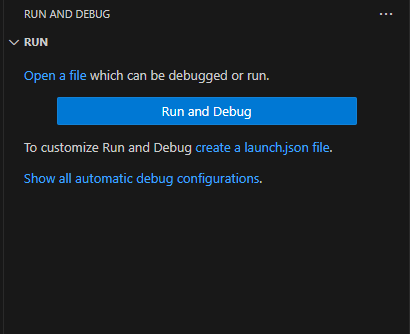 RUN AND DEBUG
RUN
Open a file which can be debugged or run.
Run and Debug
To customize Run and Debug create a launch.json file.
Show all automatic debug configurations.